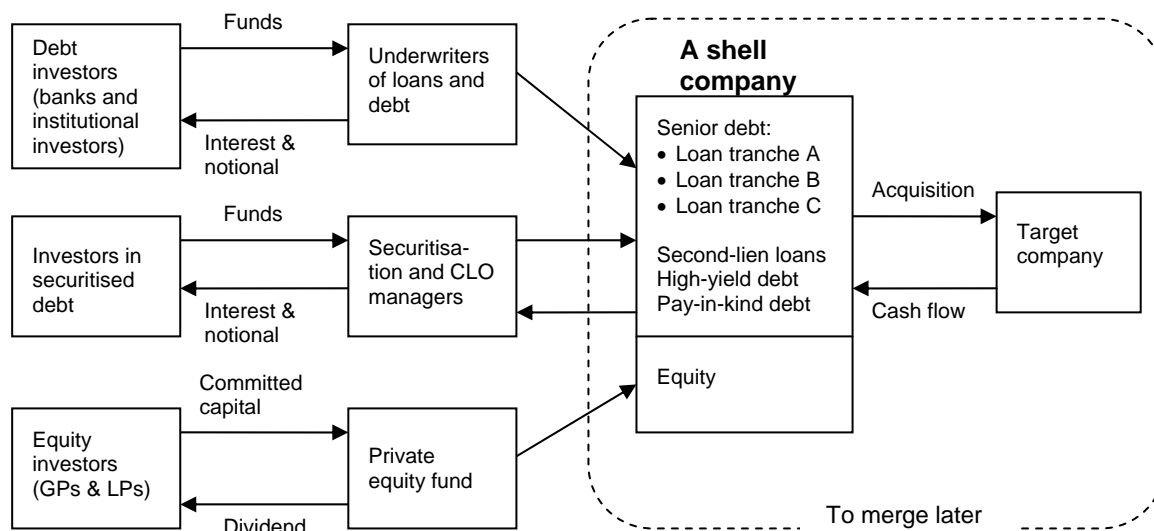 Debt
investors
(banks and
institutional
investors)
Funds
Interest &
notional
Underwriters
of loans and
debt
Investors in
securitised
debt
Funds
Interest &
notional
Securitisa-
tion and CLO
managers
Equity
investors
(GPs & LPs)
Committed
capital
Dividend
Private
equity fund
A shell
company
Senior debt:
• Loan tranche A
• Loan tranche B
• Loan tranche C
Second-lien loans
High-yield debt
Pay-in-kind debt
Equity
Acquisition
Cash flow
Target
company
To merge later